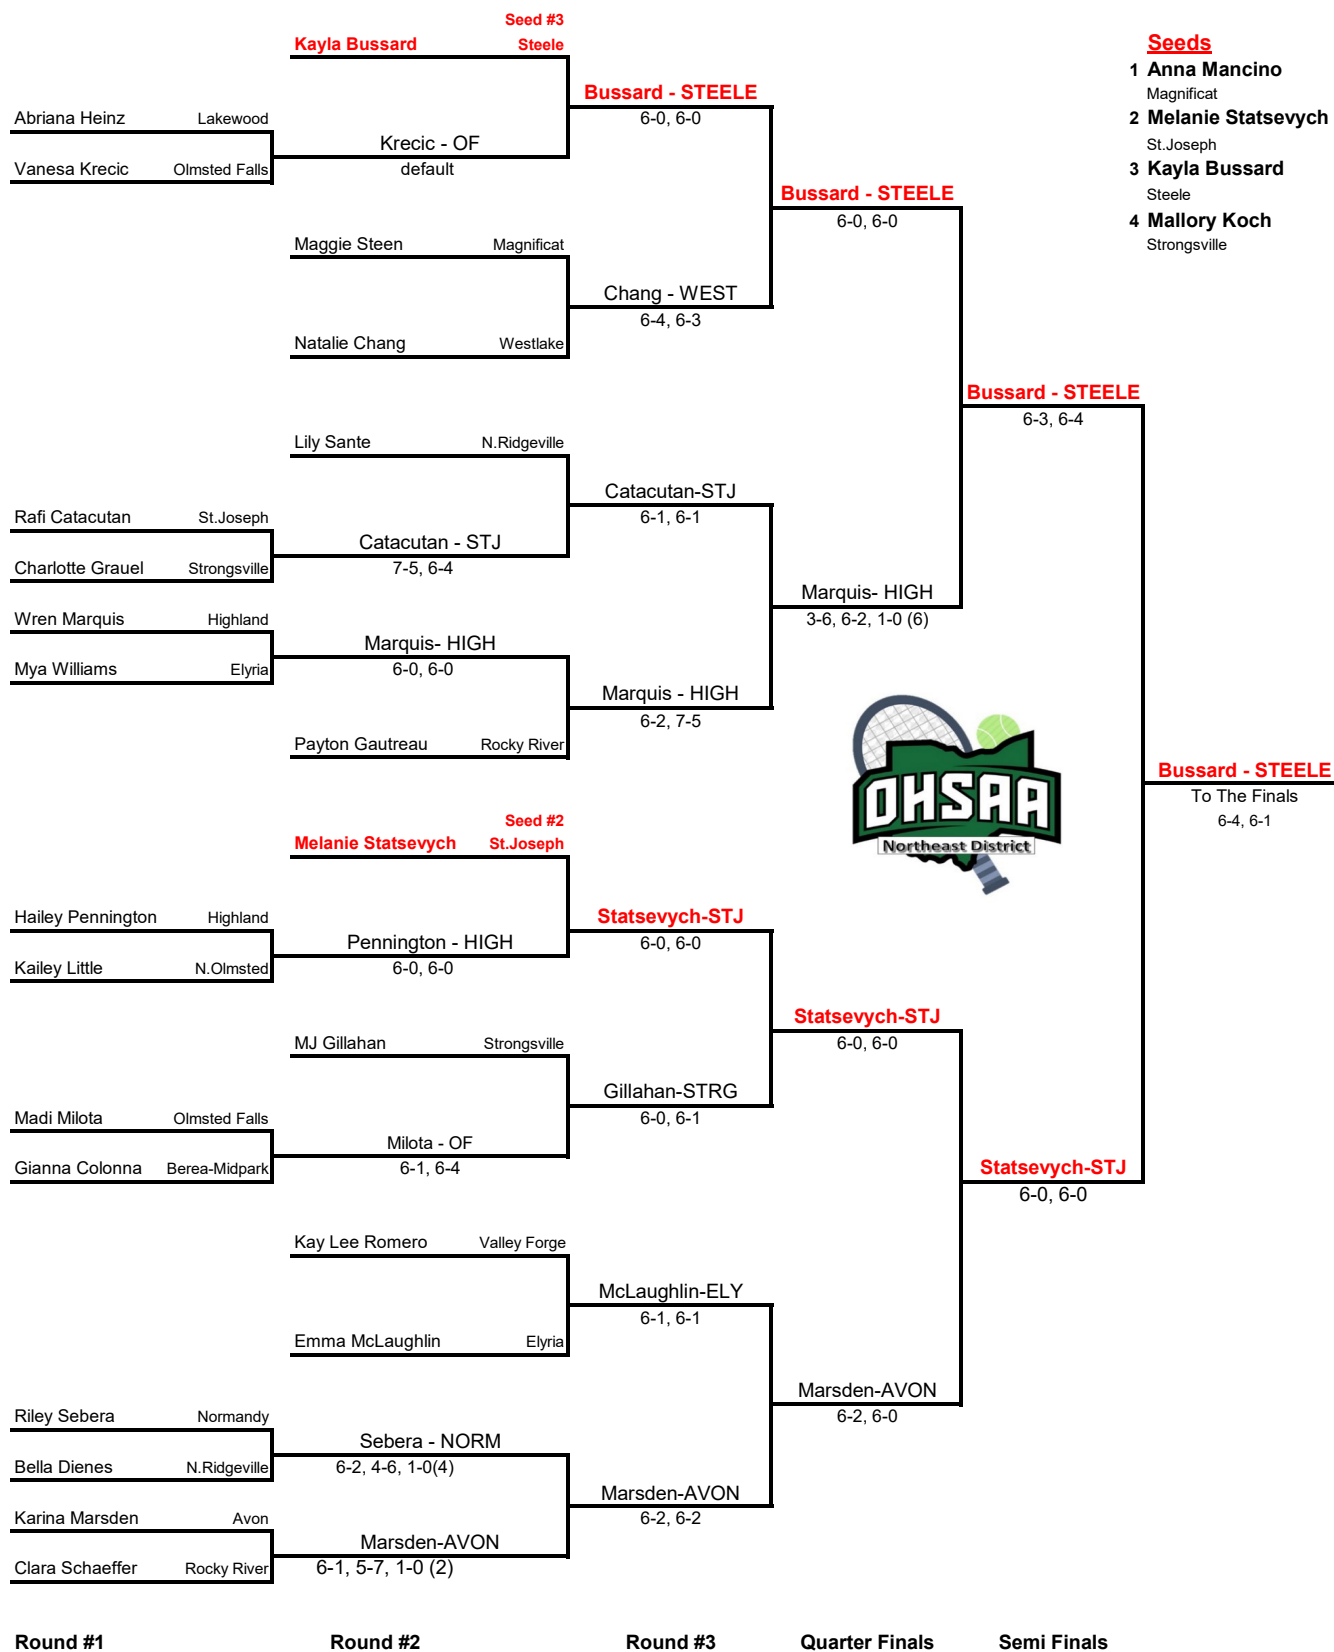 Seed #3
Kayla Bussard Steele
Seeds
1 Anna Mancino
Magnificat
2 Melanie Statsevych
St.Joseph
3 Kayla Bussard
Steele
4 Mallory Koch
Strongsville
Bussard - STEELE
6-0, 6-0
Abriana Heinz Lakewood
Krecic - OF
default
Vanesa Krecic Olmsted Falls
Bussard - STEELE
6-0, 6-0
Maggie Steen Magnificat
Chang - WEST
6-4, 6-3
Natalie Chang Westlake
Bussard - STEELE
6-3, 6-4
Lily Sante N.Ridgeville
Catacutan-STJ
6-1, 6-1
Rafi Catacutan St.Joseph
Catacutan - STJ
7-5, 6-4
Charlotte Grauel Strongsville
Marquis- HIGH
3-6, 6-2, 1-0 (6)
Wren Marquis Highland
Marquis- HIGH
6-0, 6-0
Mya Williams Elyria
Marquis - HIGH
6-2, 7-5
Payton Gautreau Rocky River
OHSAA
Northeast District
Bussard - STEELE
To The Finals
6-4, 6-1
Seed #2
Melanie Statsevych St.Joseph
Hailey Pennington Highland
Statsevych-STJ
6-0, 6-0
Pennington - HIGH
6-0, 6-0
Kailey Little N.Olmsted
Statsevych-STJ
6-0, 6-0
MJ Gillahan Strongsville
Gillahan-STRG
6-0, 6-1
Madi Milota Olmsted Falls
Milota - OF
6-1, 6-4
Gianna Colonna Berea-Midpark
Statsevych-STJ
6-0, 6-0
Kay Lee Romero Valley Forge
McLaughlin-ELY
6-1, 6-1
Emma McLaughlin Elyria
Marsden-AVON
6-2, 6-0
Riley Sebera Normandy
Sebera - NORM
6-2, 4-6, 1-0(4)
Bella Dienes N.Ridgeville
Marsden-AVON
6-2, 6-2
Karina Marsden Avon
Marsden-AVON
6-1, 5-7, 1-0 (2)
Clara Schaeffer Rocky River
Round #1 Round #2 Round #3 Quarter Finals Semi Finals